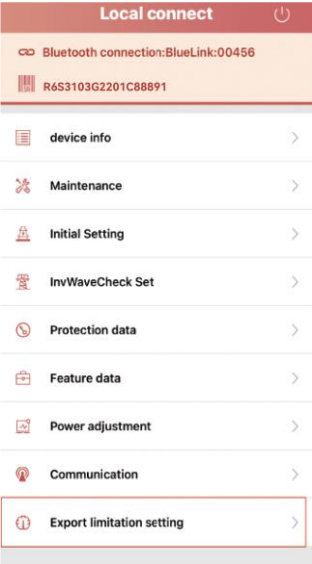 Local connect
Bluetooth connection:BlueLink:00456
R6S3103G2201C88891
device info
Maintenance
Initial Setting
InvWaveCheck Set
Protection data
Feature data
Power adjustment
Communication
Export limitation setting